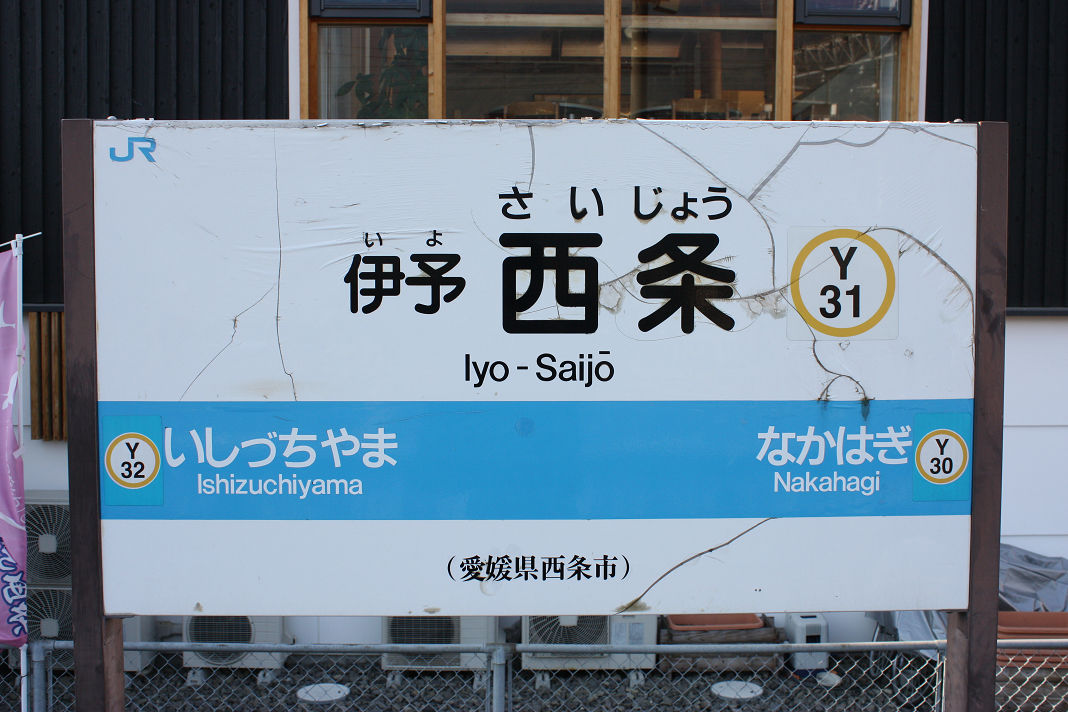 JR
さいじょう
いよ
伊予西条
Y
31
Iyo-Saijō
Y
32
いしづちやま
Ishizuchiyama
なかはぎ
Nakahagi
Y
30
（愛媛県西条市）